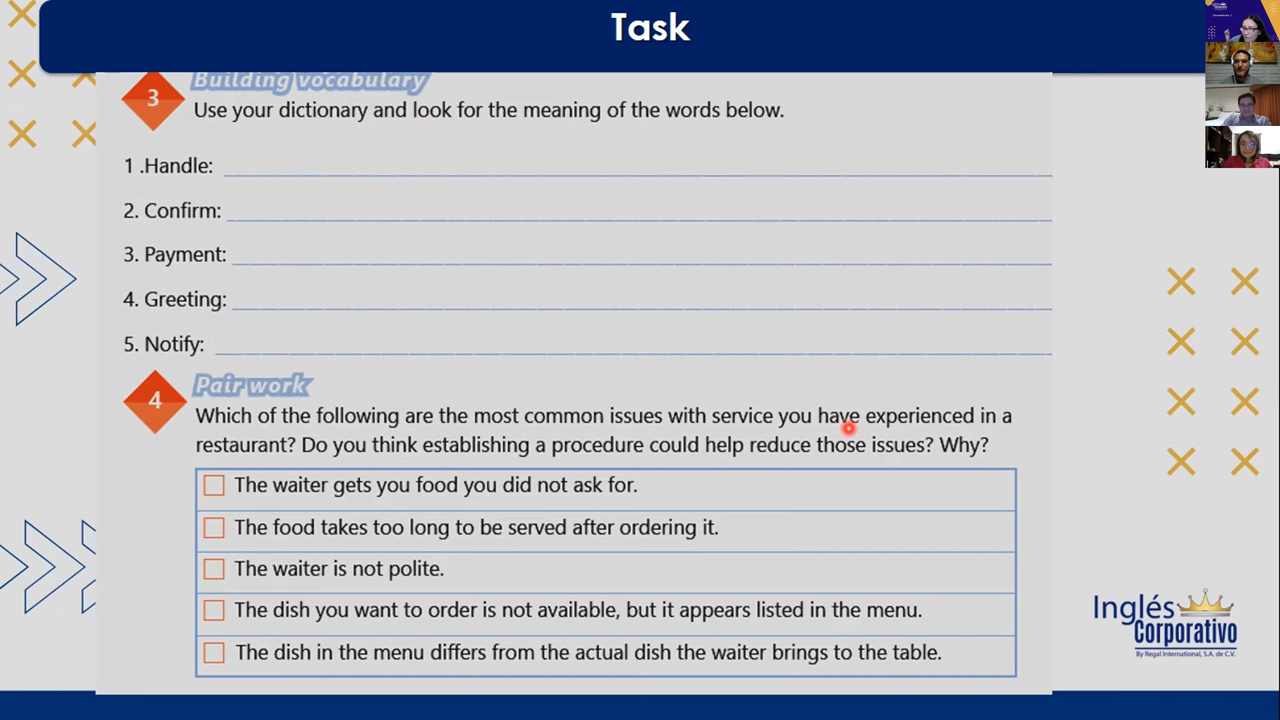 Task
3
Building vocabulary
Use your dictionary and look for the meaning of the words below.
1 .Handle:
2. Confirm:
3. Payment:
4. Greeting:
5. Notify:
4
Pair work
Which of the following are the most common issues with service you have experienced in a
restaurant? Do you think establishing a procedure could help reduce those issues? Why?
The waiter gets you food you did not ask for.
The food takes too long to be served after ordering it.
The waiter is not polite.
The dish you want to order is not available, but it appears listed in the menu.
The dish in the menu differs from the actual dish the waiter brings to the table.
Inglés
Corporativo
By Regal International, S.A. de C.V.